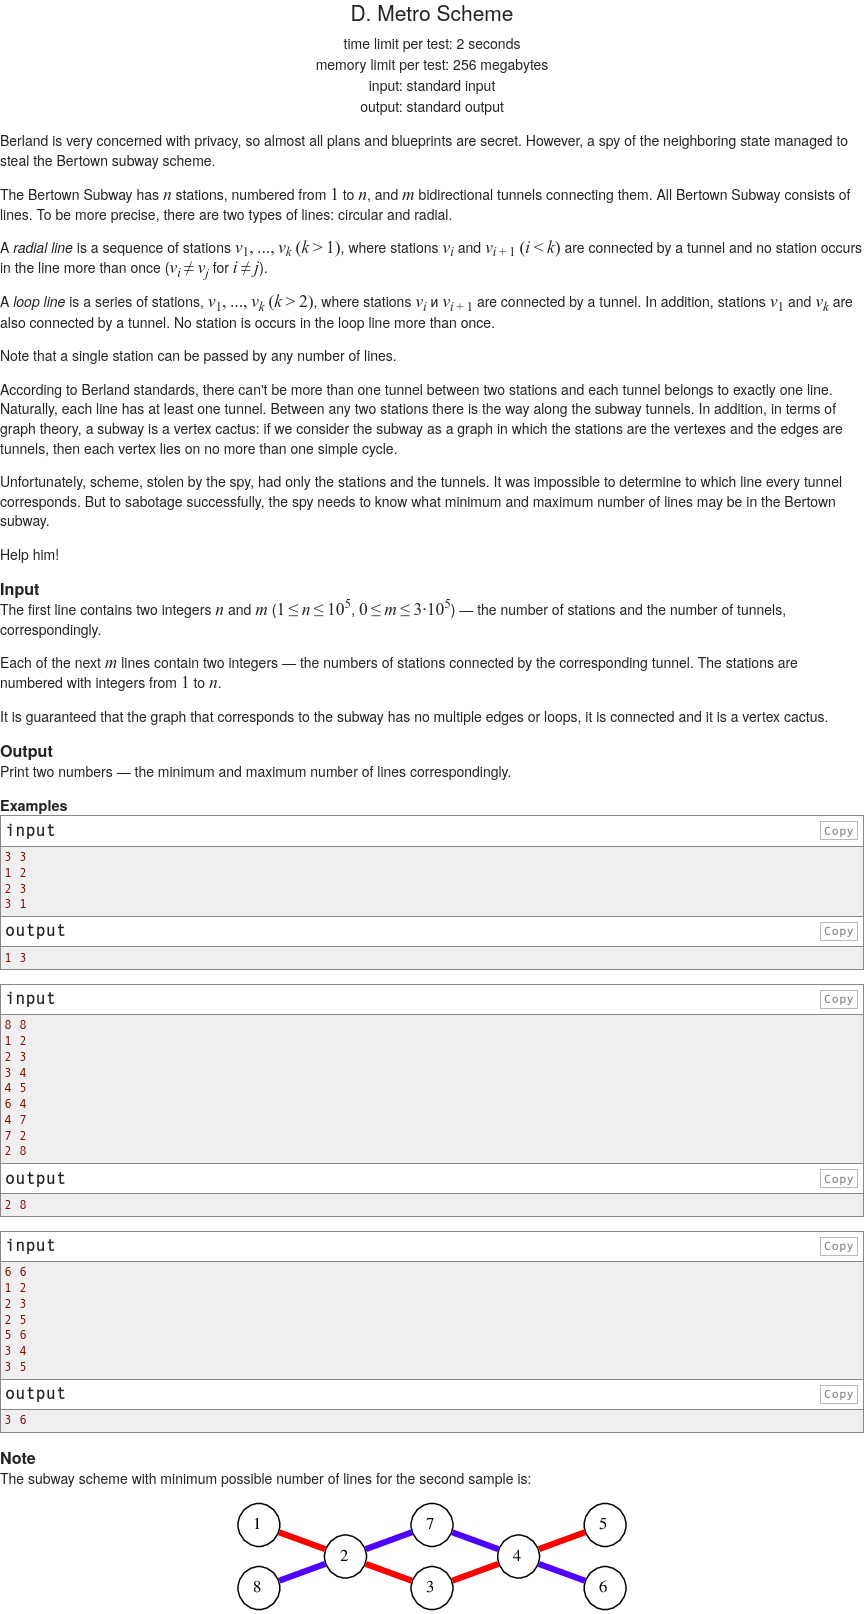 D. Metro Scheme
time limit per test: 2 seconds
memory limit per test: 256 megabytes
input: standard input
output: standard output
Berland is very concerned with privacy, so almost all plans and blueprints are secret. However, a spy of the neighboring state managed to
steal the Bertown subway scheme.
The Bertown Subway has n stations, numbered from 1 to n, and m bidirectional tunnels connecting them. All Bertown Subway consists of
lines. To be more precise, there are two types of lines: circular and radial.
A radial line is a sequence of stations v1, ..., vk (k > 1), where stations vi and vi + 1 (i < k) are connected by a tunnel and no station occurs
in the line more than once (vi ≠ vj for i ≠ j).
A loop line is a series of stations, v1, ..., vk (k > 2), where stations vi и vi + 1 are connected by a tunnel. In addition, stations v1 and vk are
also connected by a tunnel. No station is occurs in the loop line more than once.
Note that a single station can be passed by any number of lines.
According to Berland standards, there can't be more than one tunnel between two stations and each tunnel belongs to exactly one line.
Naturally, each line has at least one tunnel. Between any two stations there is the way along the subway tunnels. In addition, in terms of
graph theory, a subway is a vertex cactus: if we consider the subway as a graph in which the stations are the vertexes and the edges are
tunnels, then each vertex lies on no more than one simple cycle.
Unfortunately, scheme, stolen by the spy, had only the stations and the tunnels. It was impossible to determine to which line every tunnel
corresponds. But to sabotage successfully, the spy needs to know what minimum and maximum number of lines may be in the Bertown
subway.
Help him!
Input
The first line contains two integers n and m (1 ≤ n ≤ 10^5, 0 ≤ m ≤ 3·10^5) — the number of stations and the number of tunnels,
correspondingly.
Each of the next m lines contain two integers — the numbers of stations connected by the corresponding tunnel. The stations are
numbered with integers from 1 to n.
It is guaranteed that the graph that corresponds to the subway has no multiple edges or loops, it is connected and it is a vertex cactus.
Output
Print two numbers — the minimum and maximum number of lines correspondingly.
Examples
input Copy
3 3
1 2
2 3
3 1
output Copy
1 3
input Copy
8 8
1 2
2 3
3 4
4 5
6 4
4 7
7 2
2 8
output Copy
2 8
input Copy
6 6
1 2
2 3
2 5
5 6
3 4
3 5
output Copy
3 6
Note
The subway scheme with minimum possible number of lines for the second sample is:
1 7 5
2 4
8 3 6